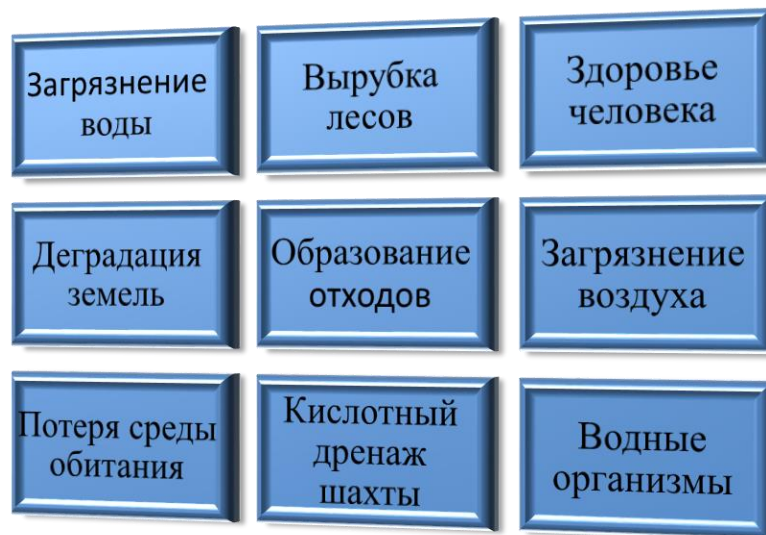 Загрязнение
воды
Вырубка
лесов
Здоровье
человека
Деградация
земель
Образование
отходов
Загрязнение
воздуха
Потеря среды
обитания
Кислотный
дренаж
шахты
Водные
организмы